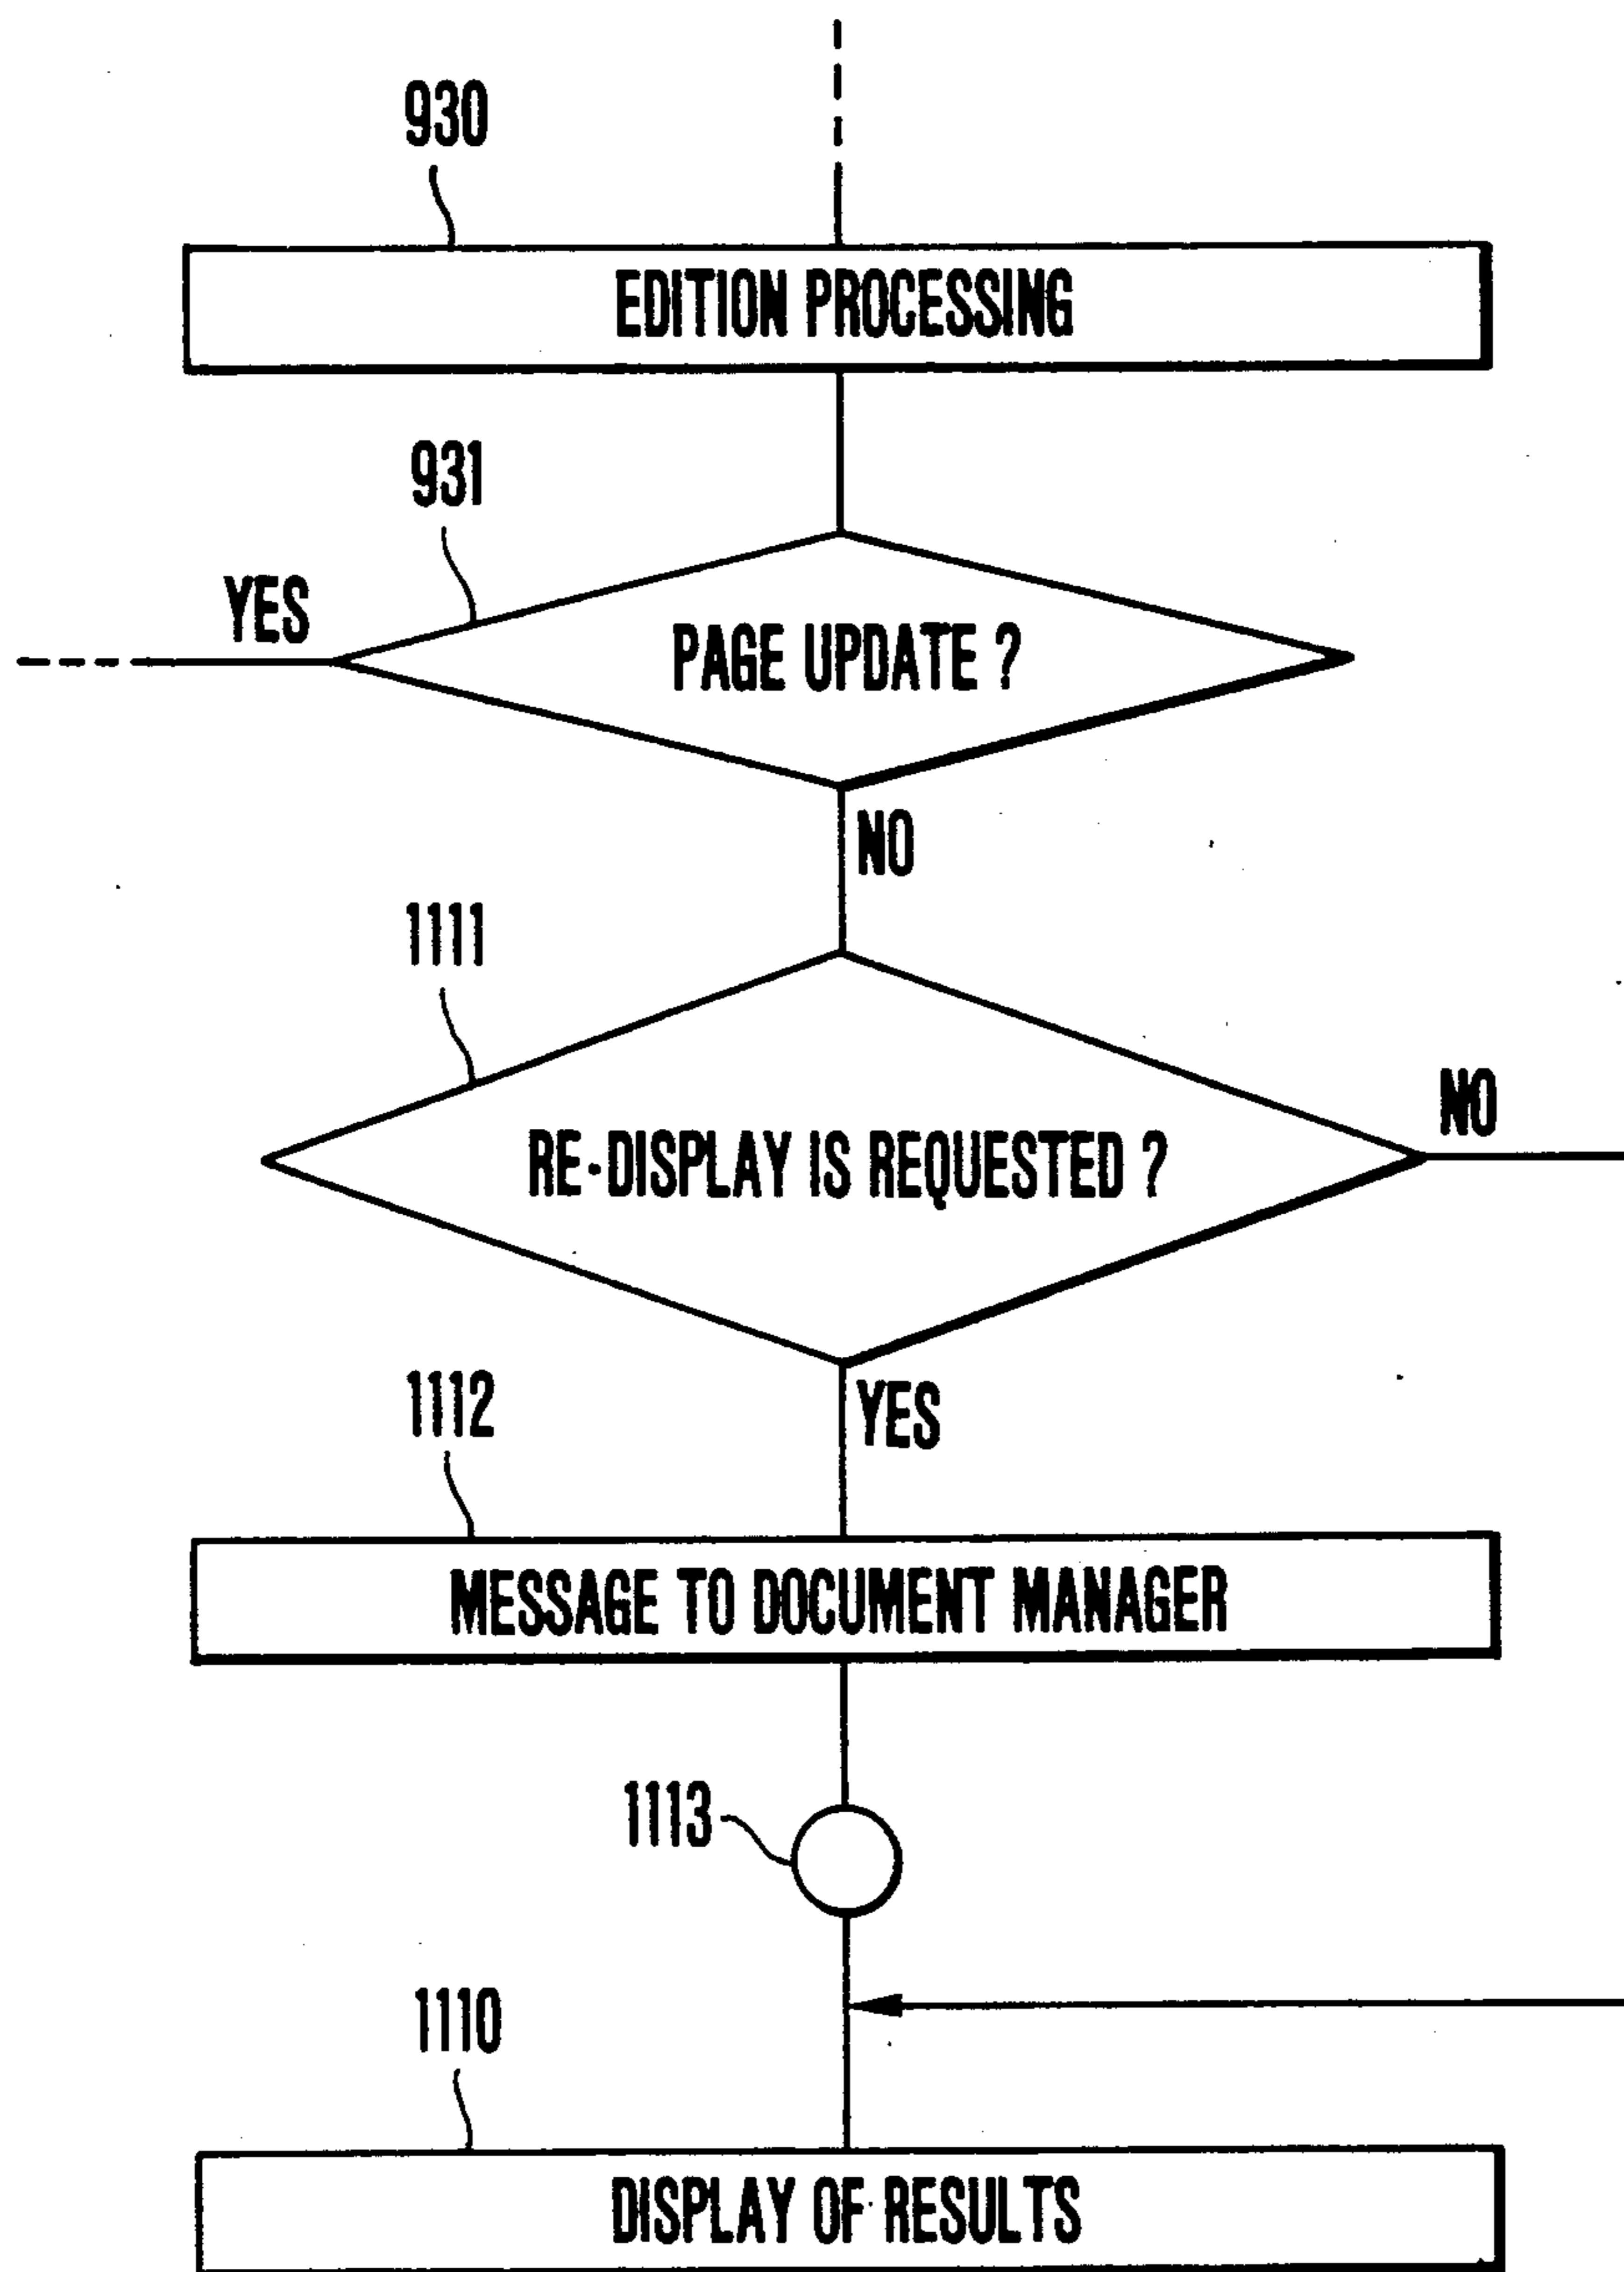 930
EDITION PROCESSING
931
YES
PAGE UPDATE ?
NO
1111
NO
RE-DISPLAY IS REQUESTED ?
1112
YES
MESSAGE TO DOCUMENT MANAGER
1113
1110
DISPLAY OF RESULTS